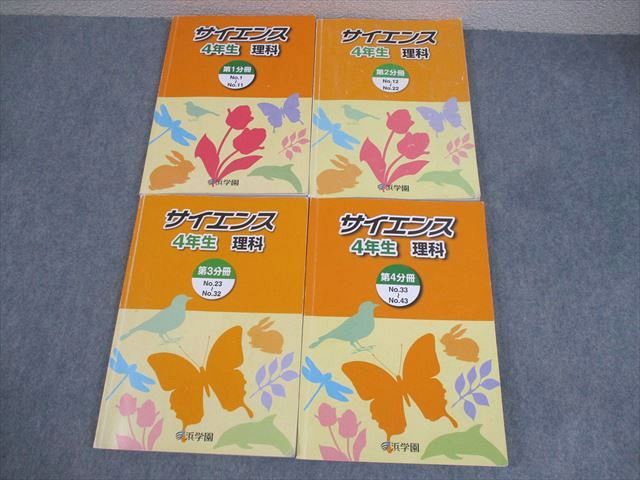 サイエンス
4年生 理科
第1分冊
No.1
~
No.11
浜学園
サイエンス
4年生 理科
第2分冊
No.12
~
No.22
浜学園
サイエンス
4年生 理科
第3分冊
No.23
~
No.32
浜学園
サイエンス
4年生 理科
第4分冊
No.33
~
No.43
浜学園